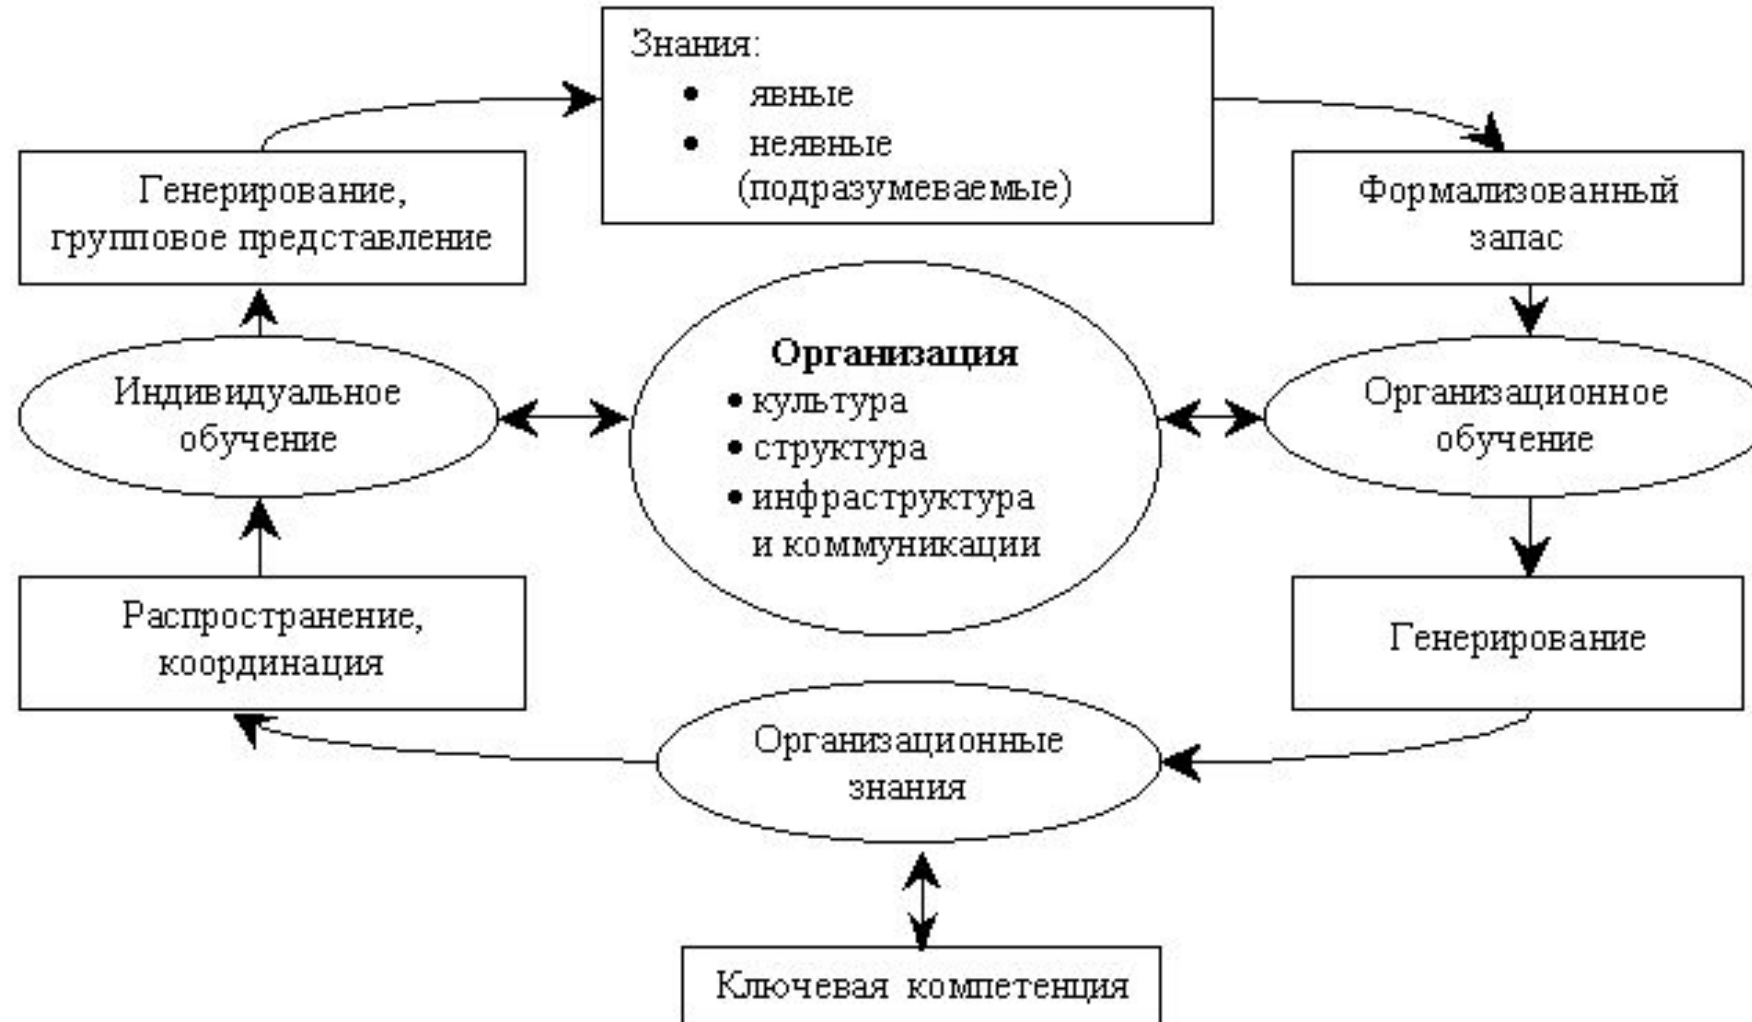 Знания:
• явные
• неявные
(подразумеваемые)
Генерирование,
групповое представление
Формализованный
запас
Организация
• культура
• структура
• инфраструктура
и коммуникации
Индивидуальное
обучение
Организационное
обучение
Распространение,
координация
Генерирование
Организационные
знания
Ключевая компетенция